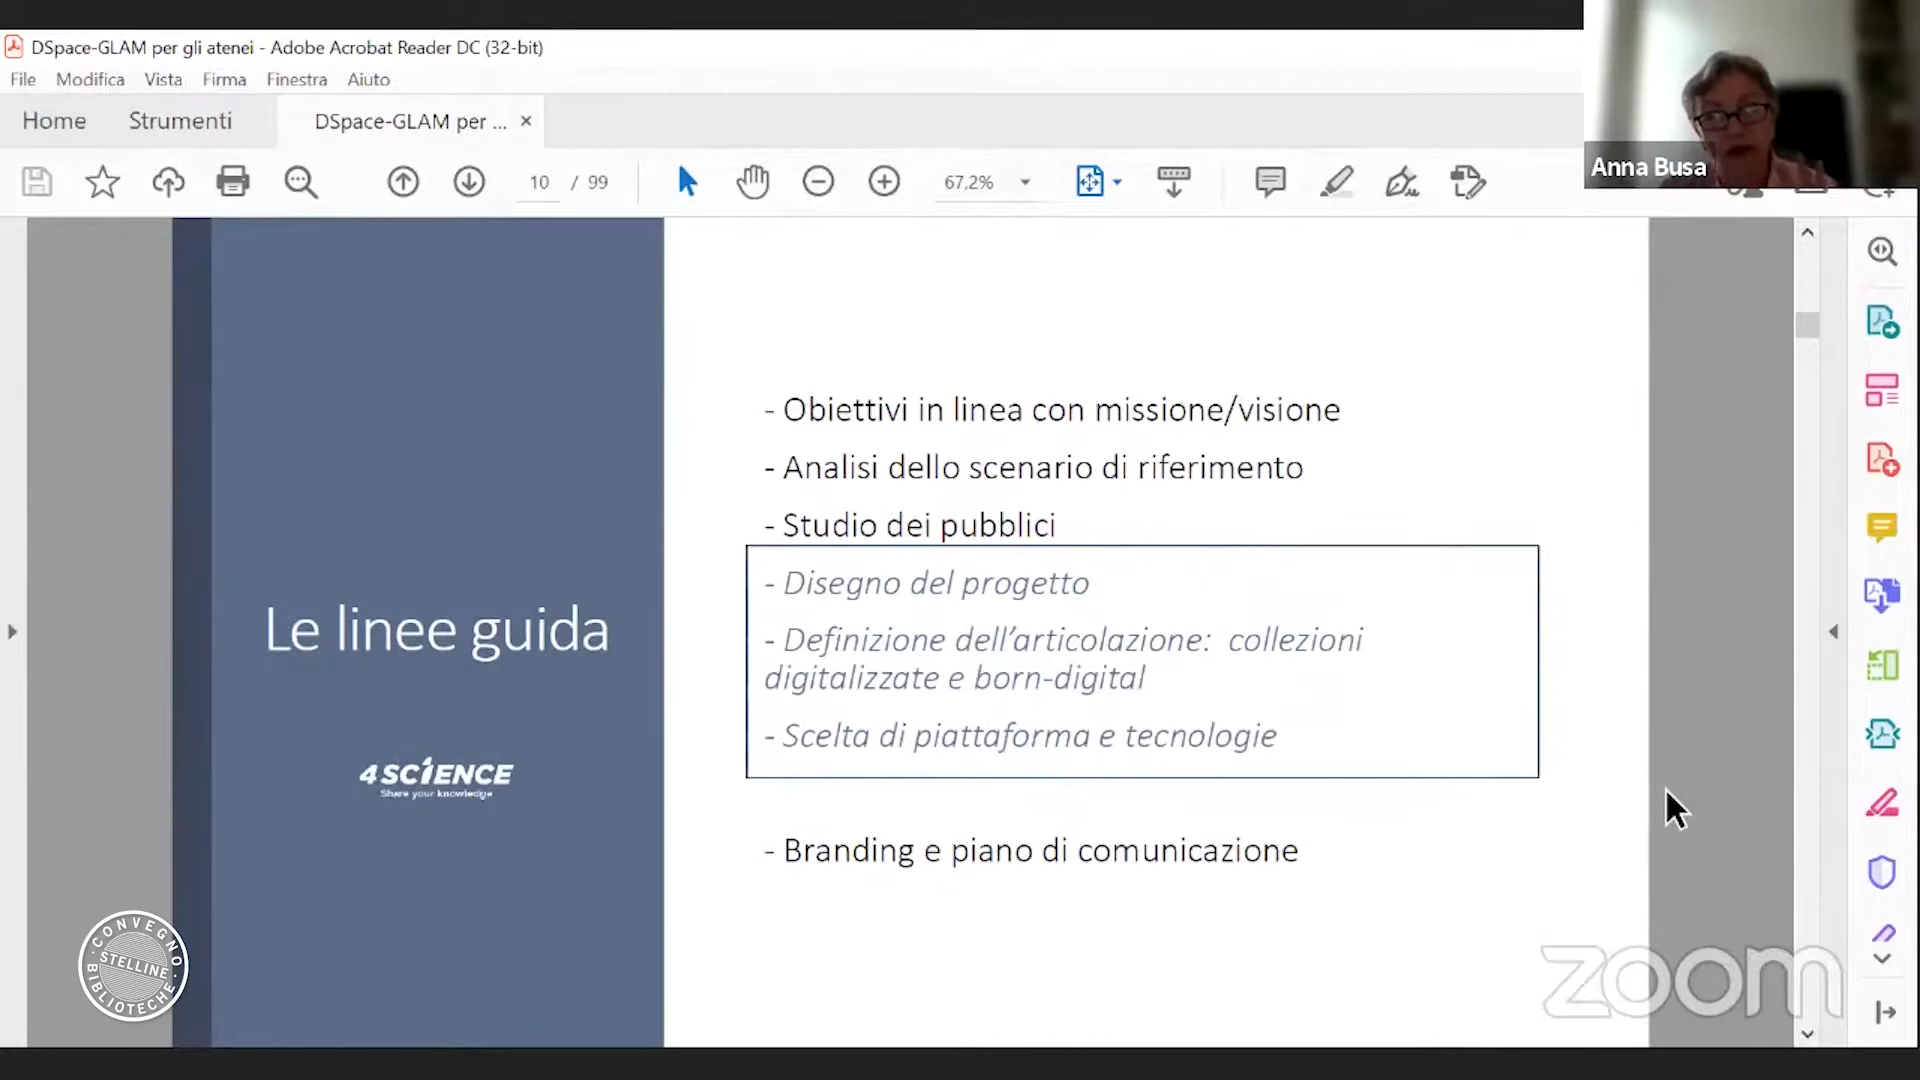 DSpace-GLAM per gli atenei - Adobe Acrobat Reader DC (32-bit)
File Modifica Vista Firma Finestra Aiuto
Home Strumenti DSpace-GLAM per ... ×
10 / 99 67,2%
Anna Busa
- Obiettivi in linea con missione/visione
- Analisi dello scenario di riferimento
- Studio dei pubblici
- Disegno del progetto
- Definizione dell’articolazione: collezioni
digitalizzate e born-digital
- Scelta di piattaforma e tecnologie
- Branding e piano di comunicazione
Le linee guida
4SCIENCE
Share your knowledge
CONVEGNO
STELLINE
BIBLIOTECHE
zoom